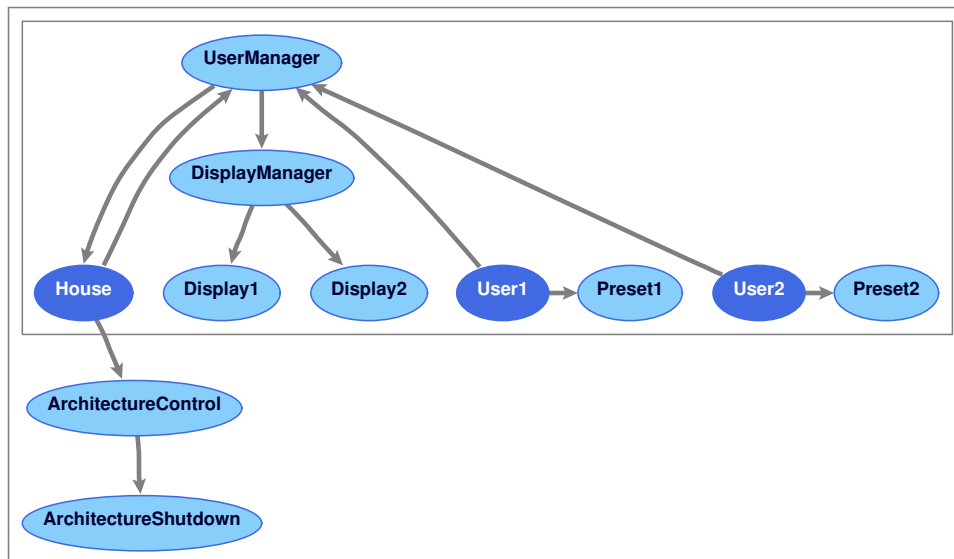 UserManager
DisplayManager
House
Display1
Display2
User1
Preset1
User2
Preset2
ArchitectureControl
ArchitectureShutdown